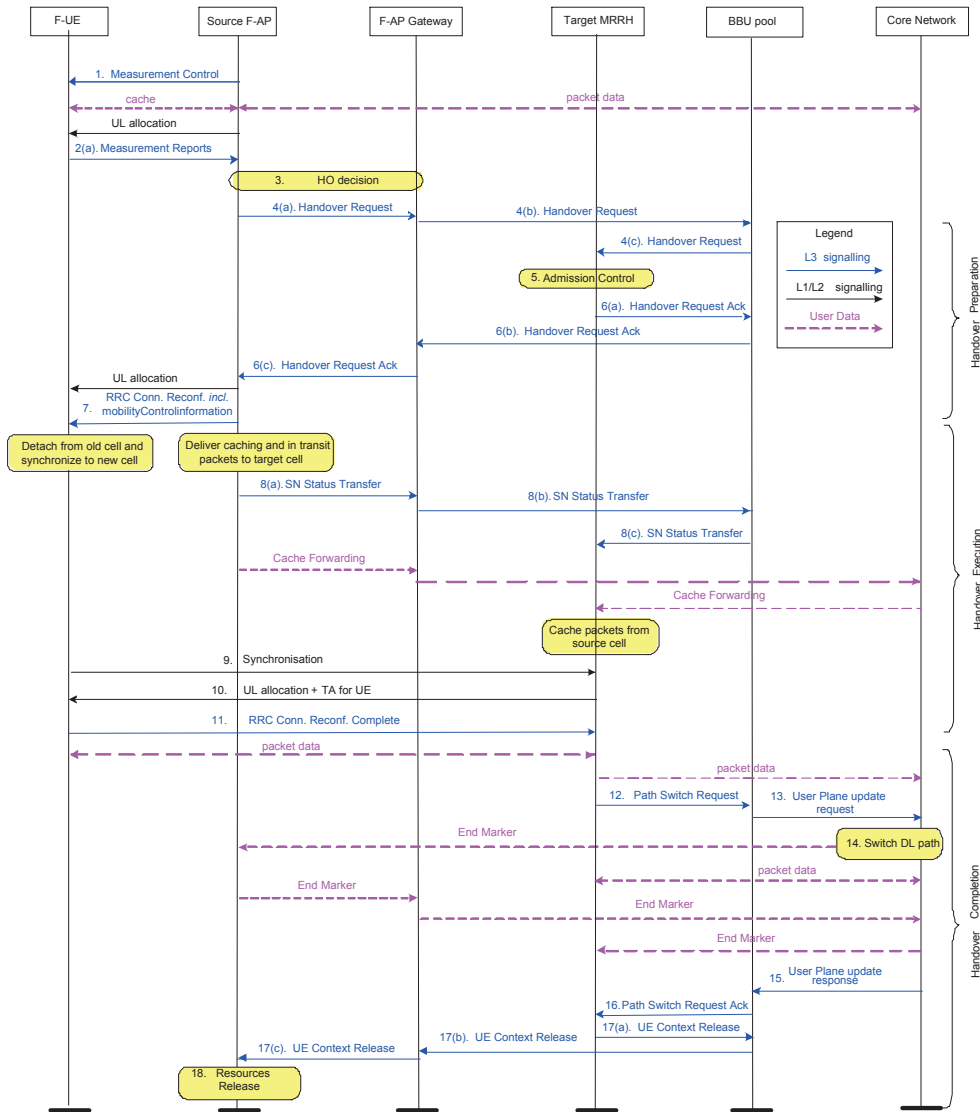 F-UE
Source F-AP
F-AP Gateway
Target MRRH
BBU pool
Core Network
1. Measurement Control
cache
packet data
UL allocation
2(a). Measurement Reports
3. HO decision
4(a). Handover Request
4(b). Handover Request
4(c). Handover Request
Legend
L3 signalling
L1/L2 signalling
User Data
5. Admission Control
6(a). Handover Request Ack
6(b). Handover Request Ack
6(c). Handover Request Ack
Handover Preparation
UL allocation
7. RRC Conn. Reconf. incl.
mobilityControlinformation
Detach from old cell and
synchronize to new cell
Deliver caching and in transit
packets to target cell
8(a). SN Status Transfer
8(b). SN Status Transfer
8(c). SN Status Transfer
Cache Forwarding
Cache Forwarding
Handover Execution
Cache packets from
source cell
9. Synchronisation
10. UL allocation + TA for UE
11. RRC Conn. Reconf. Complete
packet data
packet data
12. Path Switch Request
13. User Plane update
request
End Marker
14. Switch DL path
packet data
End Marker
End Marker
End Marker
Handover Completion
15. User Plane update
response
16. Path Switch Request Ack
17(a). UE Context Release
17(b). UE Context Release
17(c). UE Context Release
18. Resources
Release